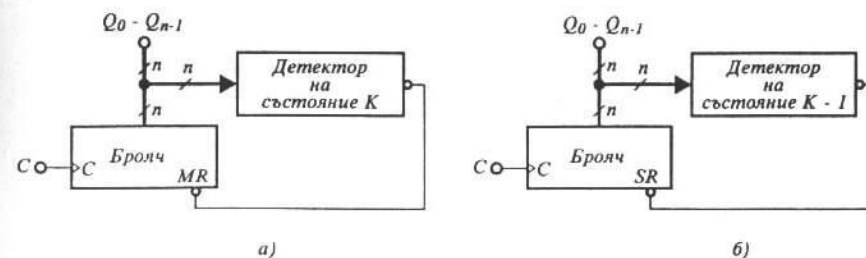 Q0 - Qn-1
n
n
n
Детектор
на
състояние K
C
C
Брояч
MR
а)
Q0 - Qn-1
n
n
n
Детектор
на
състояние K - 1
C
C
Брояч
SR
б)